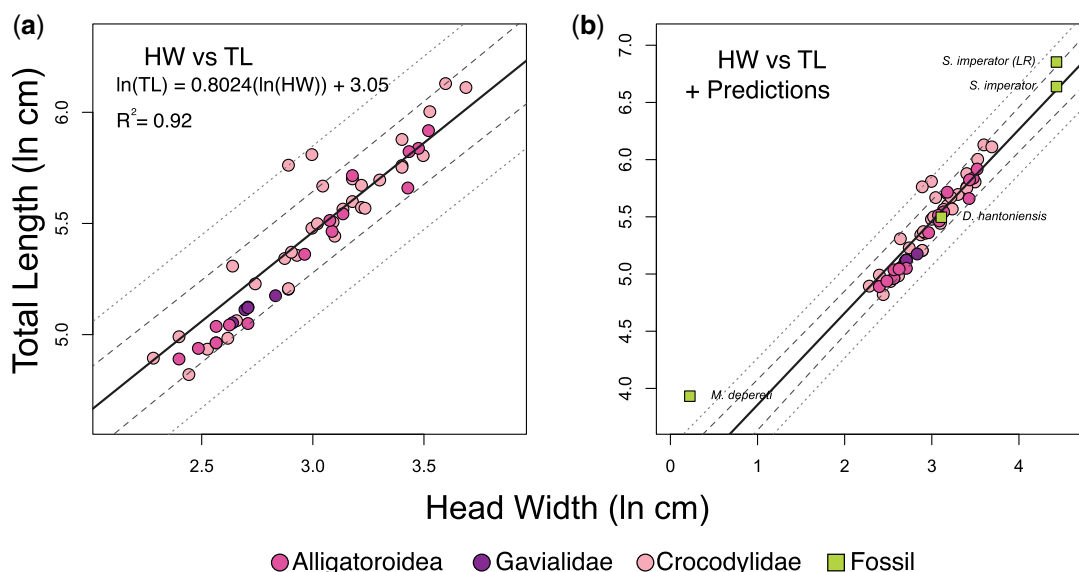 (a)
HW vs TL
ln(TL) = 0.8024(ln(HW)) + 3.05
R²= 0.92
Total Length (ln cm)
6.0
5.5
5.0
2.5 3.0 3.5
(b)
HW vs TL
+ Predictions
S. imperator (LR)
S. imperator
D. hantoniensis
M. depereti
7.0
6.5
6.0
5.5
5.0
4.5
4.0
0 1 2 3 4
Head Width (ln cm)
Alligatoroidea Gavialidae Crocodylidae Fossil